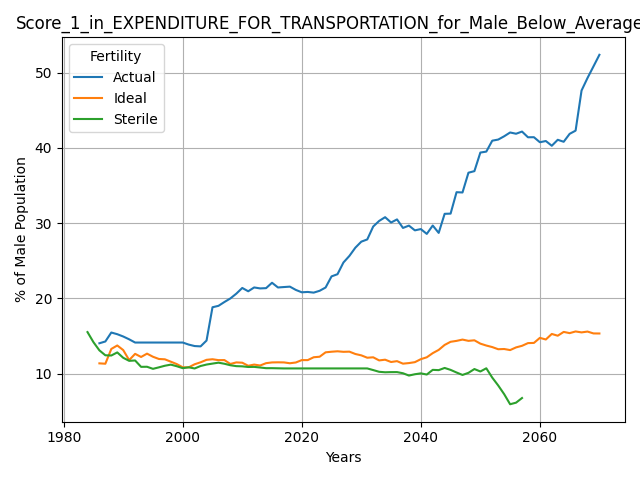 Score_1_in_EXPENDITURE_FOR_TRANSPORTATION_for_Male_Below_Average
Fertility
Actual
Ideal
Sterile
% of Male Population
50
40
30
20
10
1980 2000 2020 2040 2060
Years